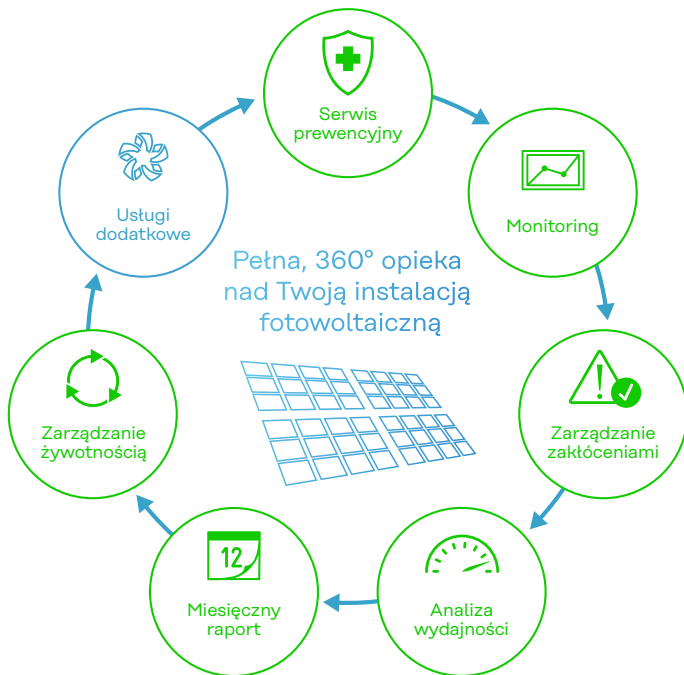 Serwis
prewencyjny
Monitoring
Zarządzanie
zakłóceniami
Analiza
wydajności
12
Miesięczny
raport
Zarządzanie
żywotnością
Usługi
dodatkowe
Pełna, 360° opieka
nad Twoją instalacją
fotowoltaiczną